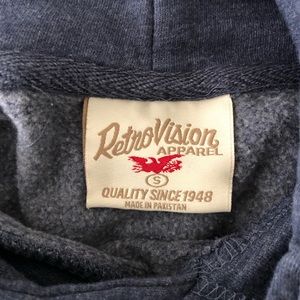 RetroVision
APPAREL
S
QUALITY SINCE 1948
MADE IN PAKISTAN